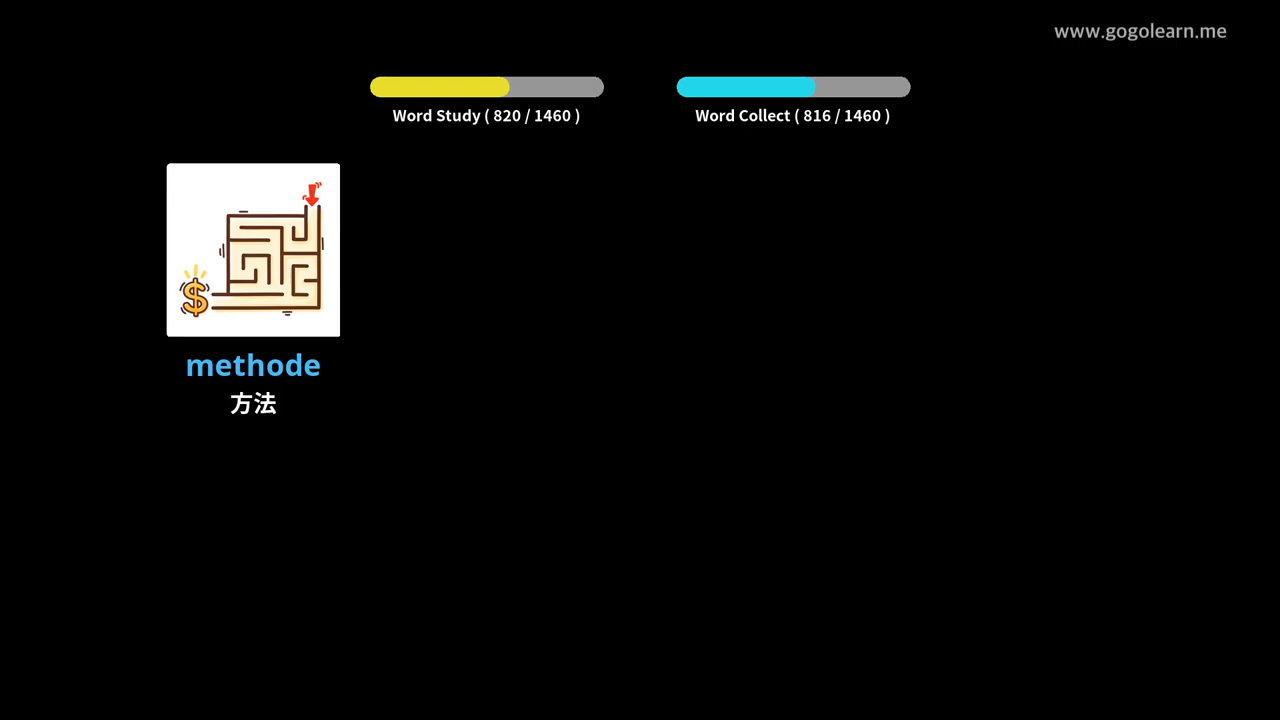 www.gogolearn.me
Word Study ( 820 / 1460 )
Word Collect ( 816 / 1460 )
$
methode
方法